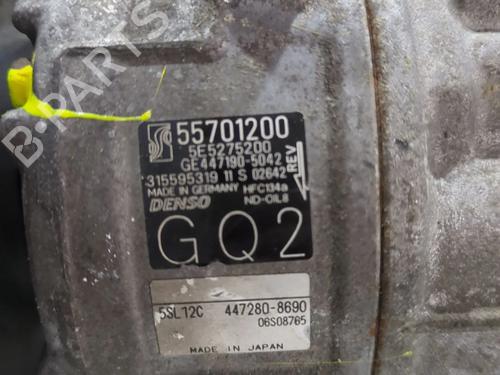 55701200
5E5275200
GE447190-5042
315595319 11 S 02642
REV
MADE IN GERMANY HFC134a
DENSO ND-OIL8
GQ2
5SL12C 447280-8690
06S08765
MADE IN JAPAN
B-PARTS